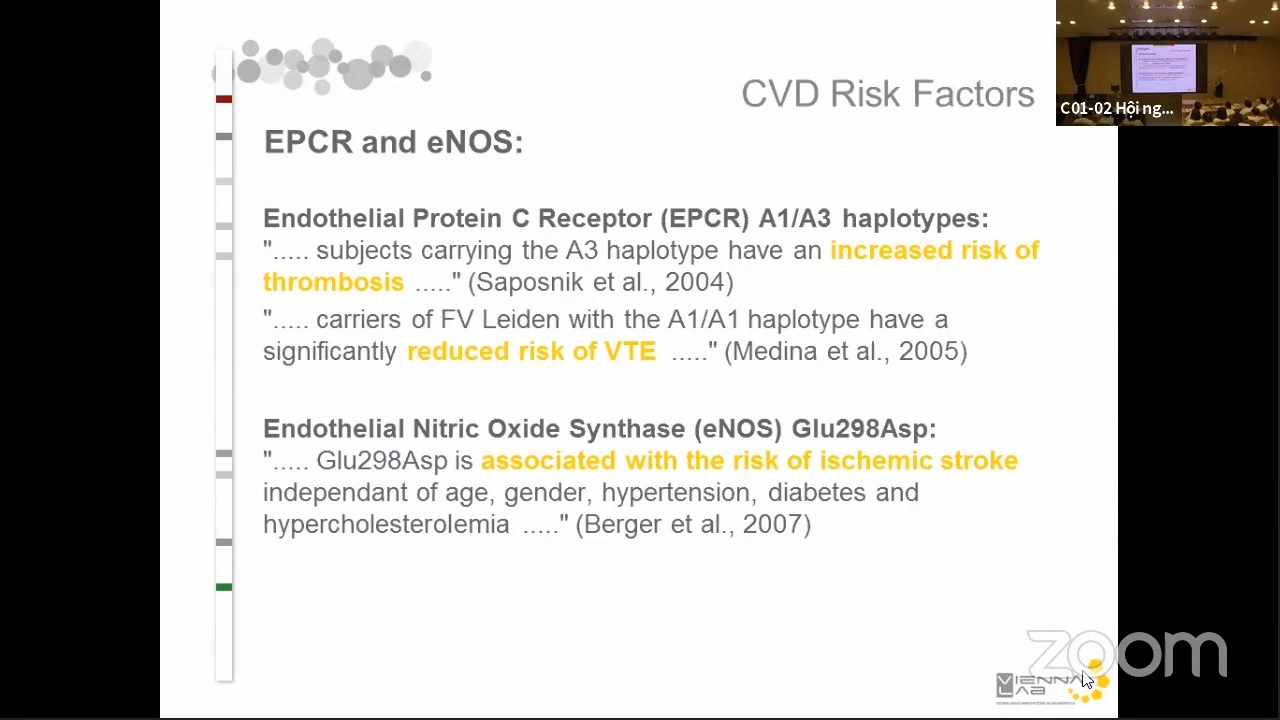 CVD Risk Factors
C01-02 Hội ng...
EPCR and eNOS:
Endothelial Protein C Receptor (EPCR) A1/A3 haplotypes:
"..... subjects carrying the A3 haplotype have an increased risk of
thrombosis ....." (Saposnik et al., 2004)
"..... carriers of FV Leiden with the A1/A1 haplotype have a
significantly reduced risk of VTE ....." (Medina et al., 2005)
Endothelial Nitric Oxide Synthase (eNOS) Glu298Asp:
"..... Glu298Asp is associated with the risk of ischemic stroke
independant of age, gender, hypertension, diabetes and
hypercholesterolemia ....." (Berger et al., 2007)
zoom
VIENNA
LAB